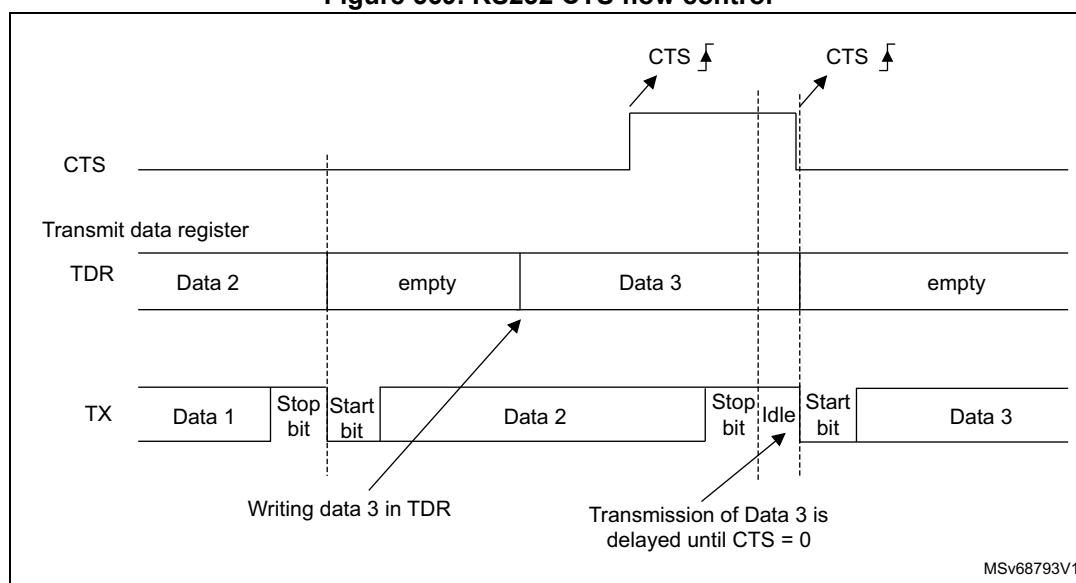 CTS CTS
CTS
Transmit data register
TDR Data 2 empty Data 3 empty
TX Data 1 Stop bit Start bit Data 2 Stop bit Idle Start bit Data 3
Writing data 3 in TDR
Transmission of Data 3 is
delayed until CTS = 0
MSv68793V1